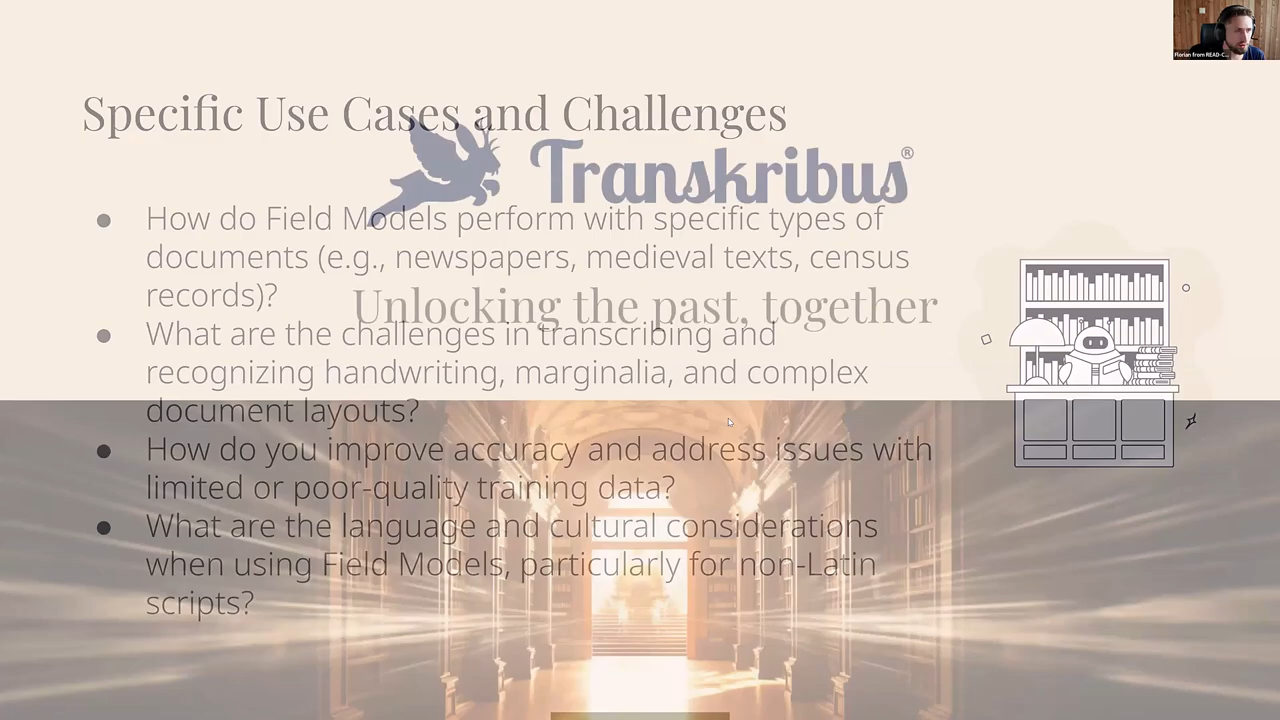 Florian from READ-C...
Specific Use Cases and Challenges
Transkribus®
● How do Field Models perform with specific types of
documents (e.g., newspapers, medieval texts, census
records)?
Unlocking the past, together
● What are the challenges in transcribing and
recognizing handwriting, marginalia, and complex
document layouts?
● How do you improve accuracy and address issues with
limited or poor-quality training data?
● What are the language and cultural considerations
when using Field Models, particularly for non-Latin
scripts?